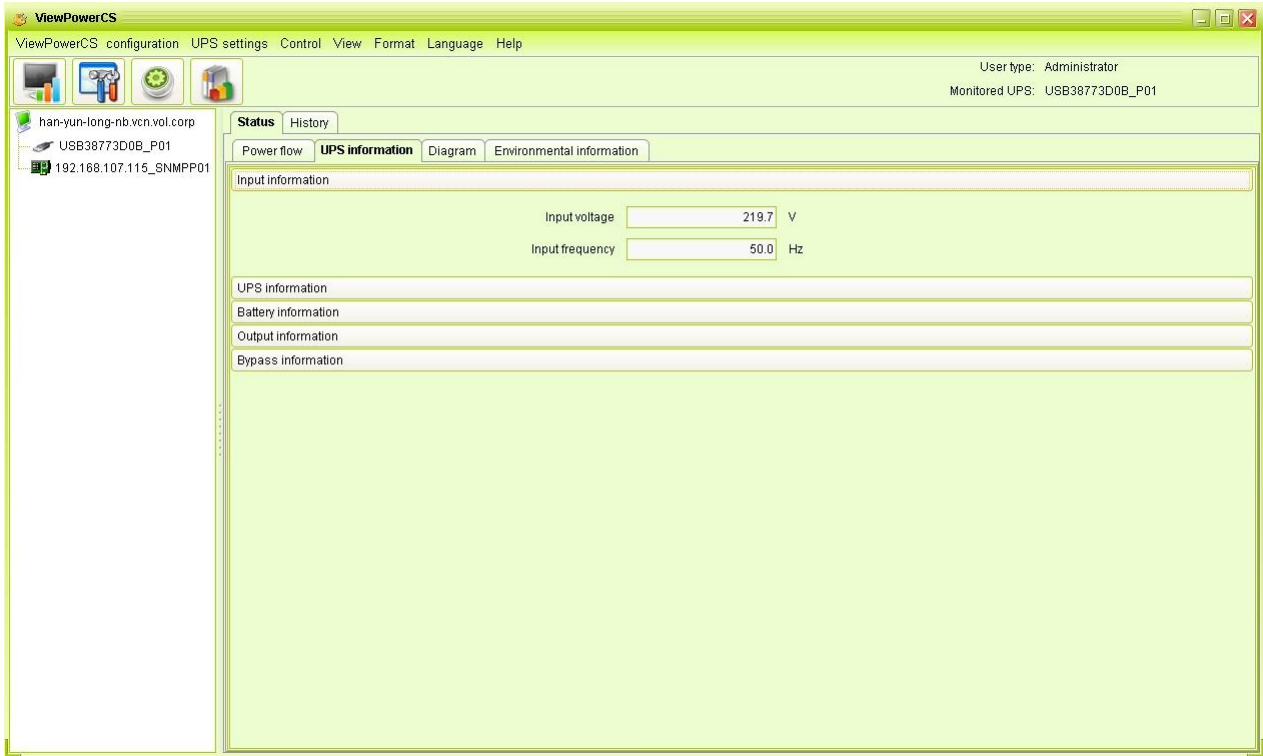 ViewPowerCS
ViewPowerCS configuration UPS settings Control View Format Language Help
User type: Administrator
Monitored UPS: USB38773D0B_P01
han-yun-long-nb.vcn.vol.corp
USB38773D0B_P01
192.168.107.115_SNMPP01
Status History
Power flow UPS information Diagram Environmental information
Input information
Input voltage 219.7 V
Input frequency 50.0 Hz
UPS information
Battery information
Output information
Bypass information